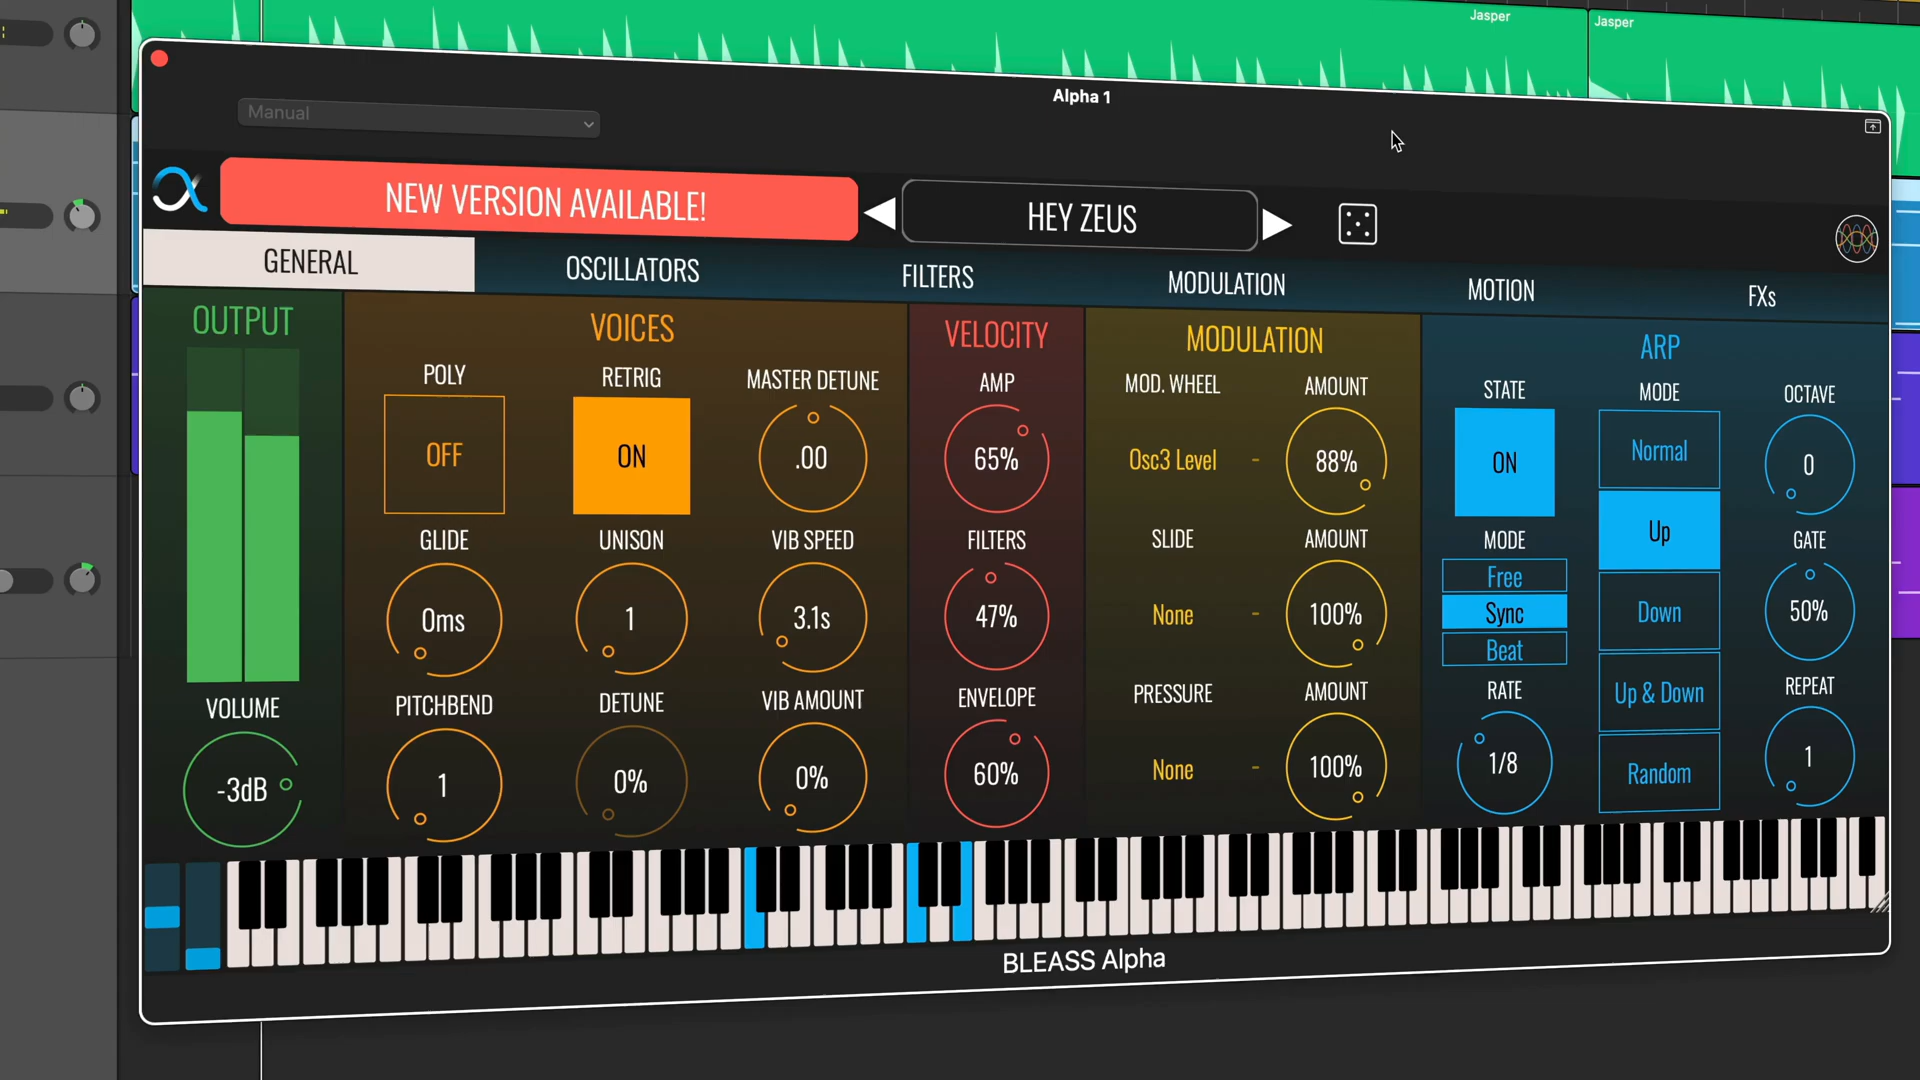 Jasper
Jasper
Alpha 1
Manual
NEW VERSION AVAILABLE!
HEY ZEUS
GENERAL
OSCILLATORS
FILTERS
MODULATION
MOTION
FXs
OUTPUT
VOLUME
-3dB
VOICES
POLY
RETRIG
MASTER DETUNE
OFF
ON
.00
GLIDE
UNISON
VIB SPEED
0ms
1
3.1s
PITCHBEND
DETUNE
VIB AMOUNT
1
0%
0%
VELOCITY
AMP
65%
FILTERS
47%
ENVELOPE
60%
MODULATION
MOD. WHEEL
AMOUNT
Osc3 Level
-
88%
SLIDE
AMOUNT
None
-
100%
PRESSURE
AMOUNT
None
-
100%
ARP
STATE
ON
MODE
Free
Sync
Beat
RATE
1/8
MODE
Normal
Up
Down
Up & Down
Random
OCTAVE
0
GATE
50%
REPEAT
1
BLEASS Alpha